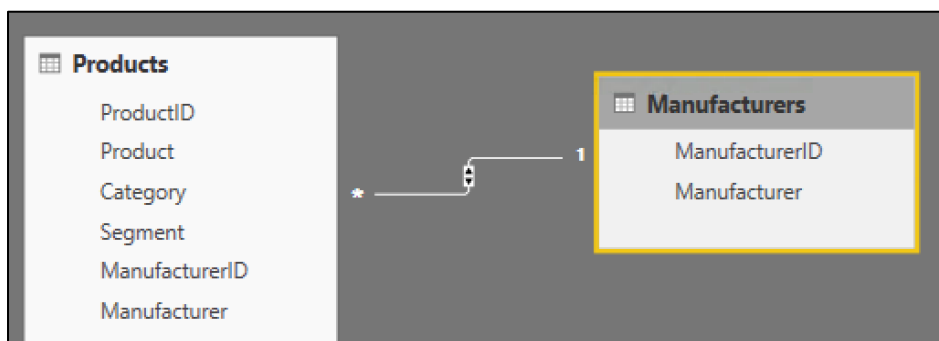 Products
ProductID
Product
Category
Segment
ManufacturerID
Manufacturer
*
1
Manufacturers
ManufacturerID
Manufacturer